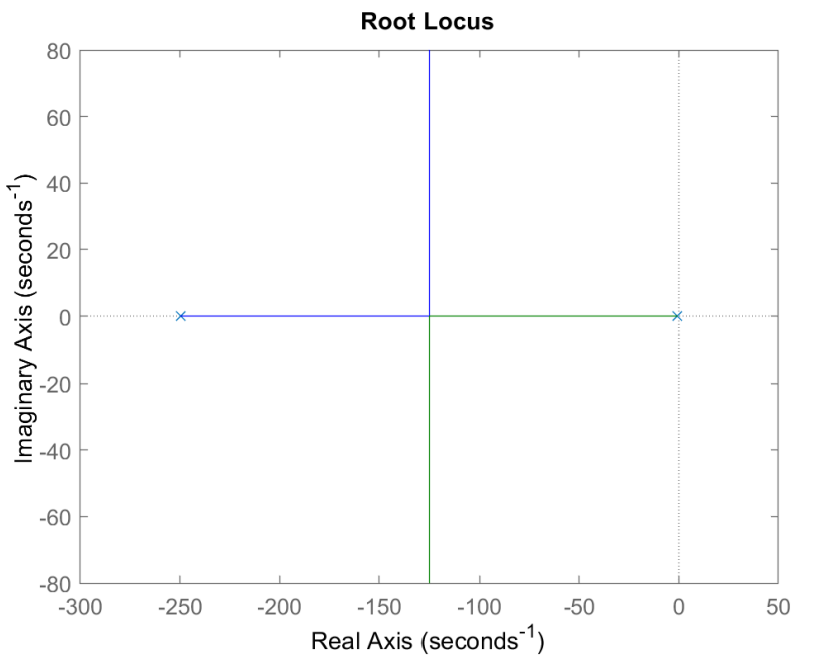 Root Locus
80
60
40
20
0
-20
-40
-60
-80
Imaginary Axis (seconds⁻¹)
-300 -250 -200 -150 -100 -50 0 50
Real Axis (seconds⁻¹)